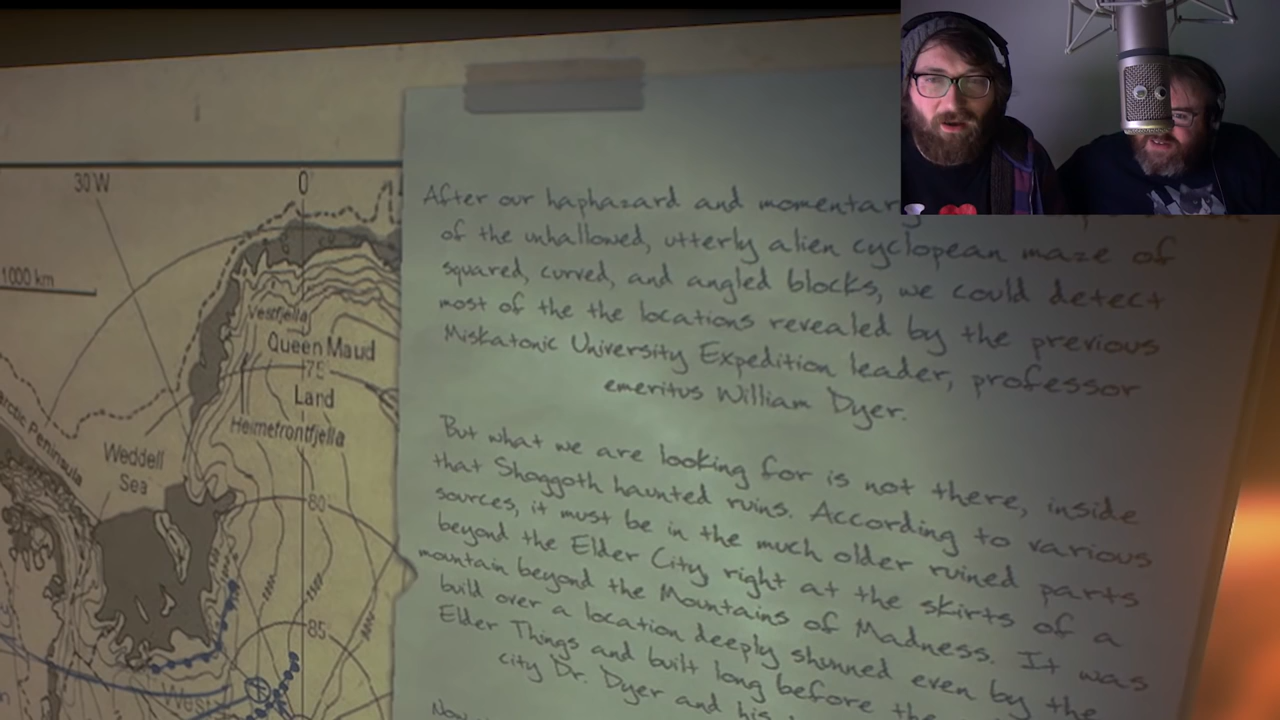 30W
0°
1000 km
Vestfjella
Queen Maud
75
Land
Heimefrontfjella
Weddell
Sea
Peninsula
80
85
After our haphazard and momentary
of the unhallowed, utterly alien cyclopean maze of
squared, curved, and angled blocks, we could detect
most of the the locations revealed by the previous
Miskatonic University Expedition leader, professor
emeritus William Dyer.
But what we are looking for is not there, inside
that Shoggoth haunted ruins. According to various
sources, it must be in the much older ruined parts
beyond the Elder City, right at the skirts of a
mountain beyond the Mountains of Madness. It was
build over a location deeply shunned even by the
Elder Things and built long before the
city Dr. Dyer and his